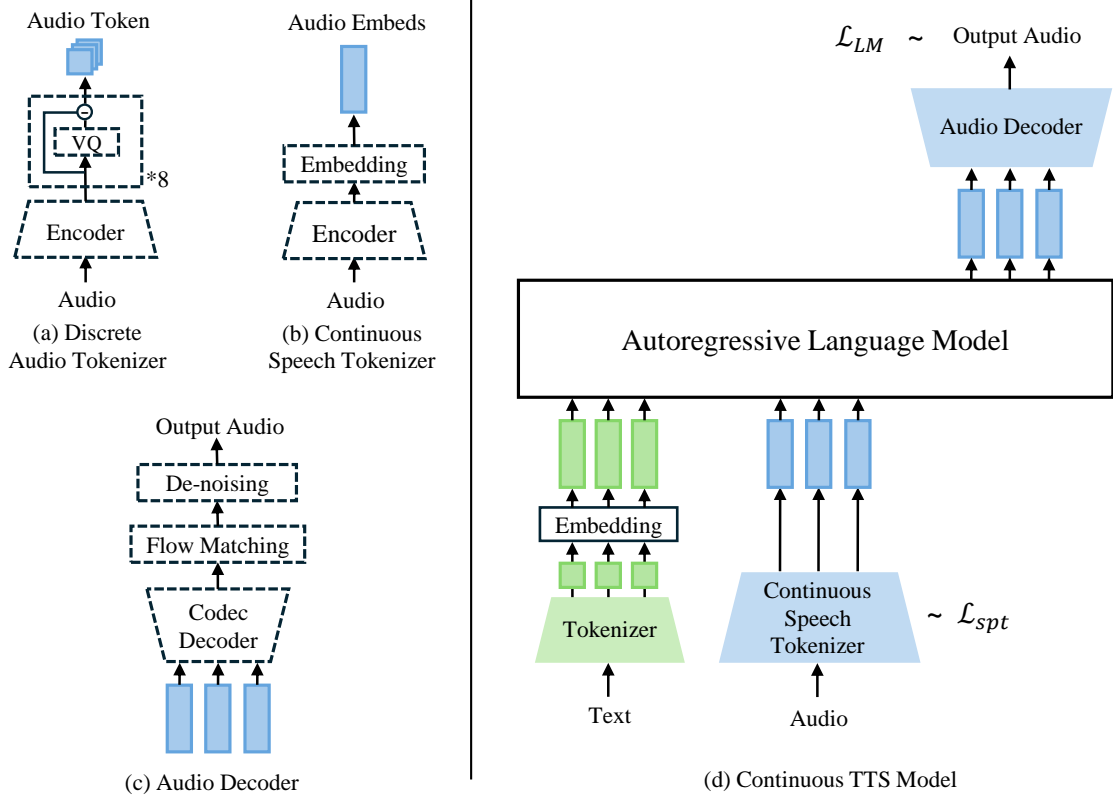 Audio Token
-
VQ
*8
Encoder
Audio
(a) Discrete
Audio Tokenizer
Audio Embeds
Embedding
Encoder
Audio
(b) Continuous
Speech Tokenizer
Output Audio
De-noising
Flow Matching
Codec
Decoder
(c) Audio Decoder
ℒ_LM ~ Output Audio
Audio Decoder
Autoregressive Language Model
Embedding
Tokenizer
Text
Continuous
Speech
Tokenizer
~ ℒ_spt
Audio
(d) Continuous TTS Model